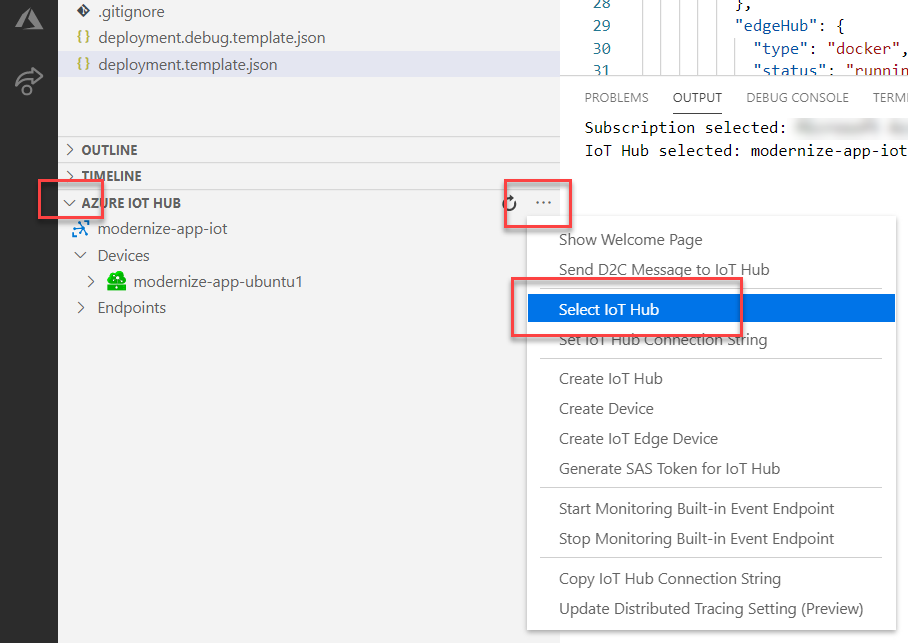 .gitignore
{} deployment.debug.template.json
{} deployment.template.json
OUTLINE
TIMELINE
AZURE IOT HUB
modernize-app-iot
Devices
modernize-app-ubuntu1
Endpoints
28 },
29 "edgeHub": {
30 "type": "docker",
31 "status": "runnin
PROBLEMS OUTPUT DEBUG CONSOLE TERMI
Subscription selected:
IoT Hub selected: modernize-app-iot
...
Show Welcome Page
Send D2C Message to IoT Hub
Select IoT Hub
Set IoT Hub Connection String
Create IoT Hub
Create Device
Create IoT Edge Device
Generate SAS Token for IoT Hub
Start Monitoring Built-in Event Endpoint
Stop Monitoring Built-in Event Endpoint
Copy IoT Hub Connection String
Update Distributed Tracing Setting (Preview)